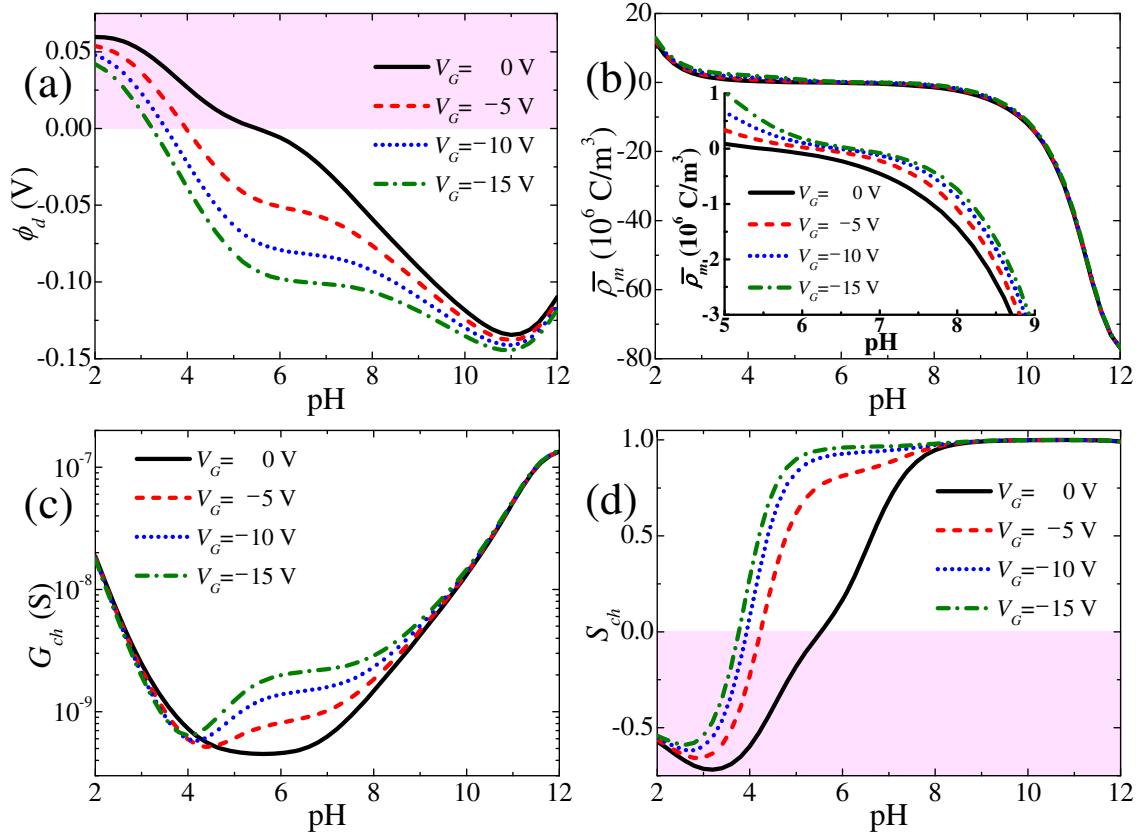 (a)
V_G= 0 V
V_G= −5 V
V_G=−10 V
V_G=−15 V
0.05
0.00
-0.05
-0.10
-0.15
ϕ_d (V)
2 4 6 8 10 12
pH
(b)
20
00
-20
-40
-60
-80
ρ̅_m (10^6 C/m^3)
1
0
-1
-2
-3
ρ̅_m (10^6 C/m^3)
V_G= 0 V
V_G= −5 V
V_G=−10 V
V_G=−15 V
5 6 7 8 9
pH
2 4 6 8 10 12
pH
(c)
V_G= 0 V
V_G= −5 V
V_G=−10 V
V_G=−15 V
10^-7
10^-8
10^-9
G_ch (S)
2 4 6 8 10 12
pH
(d)
V_G= 0 V
V_G= −5 V
V_G=−10 V
V_G=−15 V
1.0
0.5
0.0
-0.5
S_ch
2 4 6 8 10 12
pH